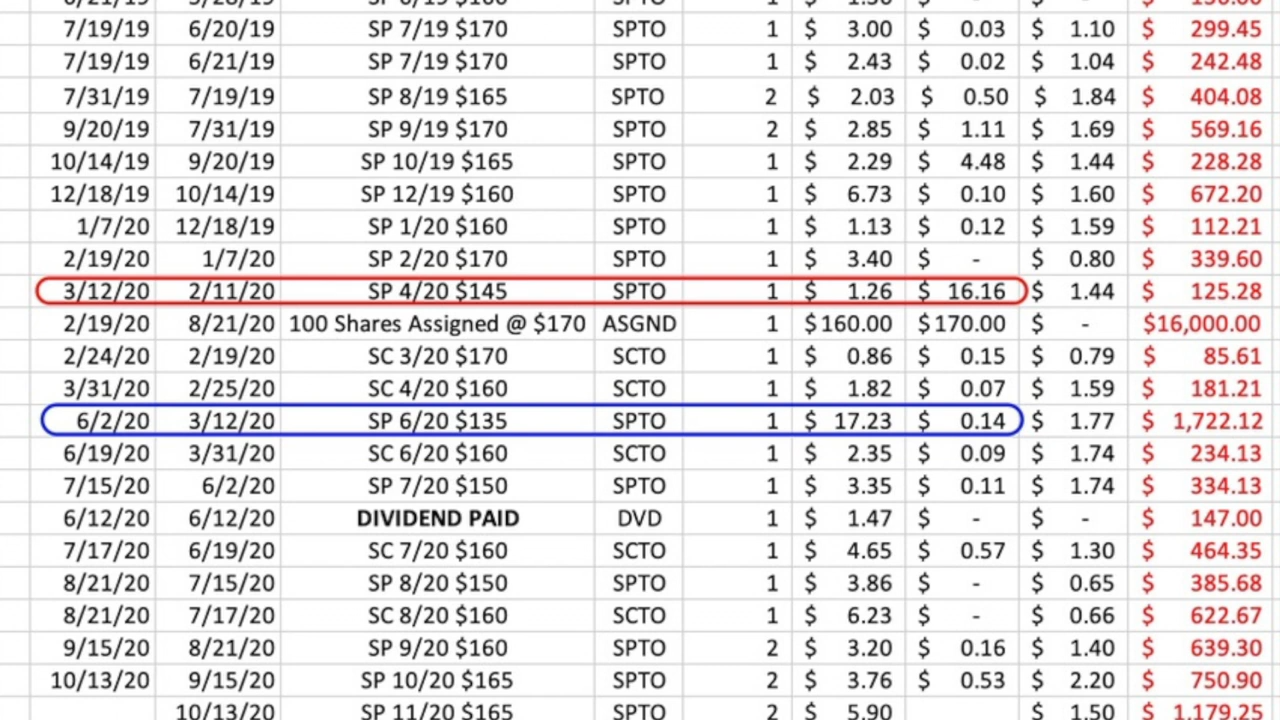 7/19/19 6/20/19 SP 7/19 $170 SPTO 1 $ 3.00 $ 0.03 $ 1.10 $ 299.45
7/19/19 6/21/19 SP 7/19 $170 SPTO 1 $ 2.43 $ 0.02 $ 1.04 $ 242.48
7/31/19 7/19/19 SP 8/19 $165 SPTO 2 $ 2.03 $ 0.50 $ 1.84 $ 404.08
9/20/19 7/31/19 SP 9/19 $170 SPTO 2 $ 2.85 $ 1.11 $ 1.69 $ 569.16
10/14/19 9/20/19 SP 10/19 $165 SPTO 1 $ 2.29 $ 4.48 $ 1.44 $ 228.28
12/18/19 10/14/19 SP 12/19 $160 SPTO 1 $ 6.73 $ 0.10 $ 1.60 $ 672.20
1/7/20 12/18/19 SP 1/20 $160 SPTO 1 $ 1.13 $ 0.12 $ 1.59 $ 112.21
2/19/20 1/7/20 SP 2/20 $170 SPTO 1 $ 3.40 $ - $ 0.80 $ 339.60
3/12/20 2/11/20 SP 4/20 $145 SPTO 1 $ 1.26 $ 16.16 $ 1.44 $ 125.28
2/19/20 8/21/20 100 Shares Assigned @ $170 ASGND 1 $160.00 $170.00 $ - $16,000.00
2/24/20 2/19/20 SC 3/20 $170 SCTO 1 $ 0.86 $ 0.15 $ 0.79 $ 85.61
3/31/20 2/25/20 SC 4/20 $160 SCTO 1 $ 1.82 $ 0.07 $ 1.59 $ 181.21
6/2/20 3/12/20 SP 6/20 $135 SPTO 1 $ 17.23 $ 0.14 $ 1.77 $ 1,722.12
6/19/20 3/31/20 SC 6/20 $160 SCTO 1 $ 2.35 $ 0.09 $ 1.74 $ 234.13
7/15/20 6/2/20 SP 7/20 $150 SPTO 1 $ 3.35 $ 0.11 $ 1.74 $ 334.13
6/12/20 6/12/20 DIVIDEND PAID DVD 1 $ 1.47 $ - $ - $ 147.00
7/17/20 6/19/20 SC 7/20 $160 SCTO 1 $ 4.65 $ 0.57 $ 1.30 $ 464.35
8/21/20 7/15/20 SP 8/20 $150 SPTO 1 $ 3.86 $ - $ 0.65 $ 385.68
8/21/20 7/17/20 SC 8/20 $160 SCTO 1 $ 6.23 $ - $ 0.66 $ 622.67
9/15/20 8/21/20 SP 9/20 $160 SPTO 2 $ 3.20 $ 0.16 $ 1.40 $ 639.30
10/13/20 9/15/20 SP 10/20 $165 SPTO 2 $ 3.76 $ 0.53 $ 2.20 $ 750.90
10/13/20 SP 11/20 $165 SPTO 2 $ 5.90 $ 1.50 $ 1,179.25